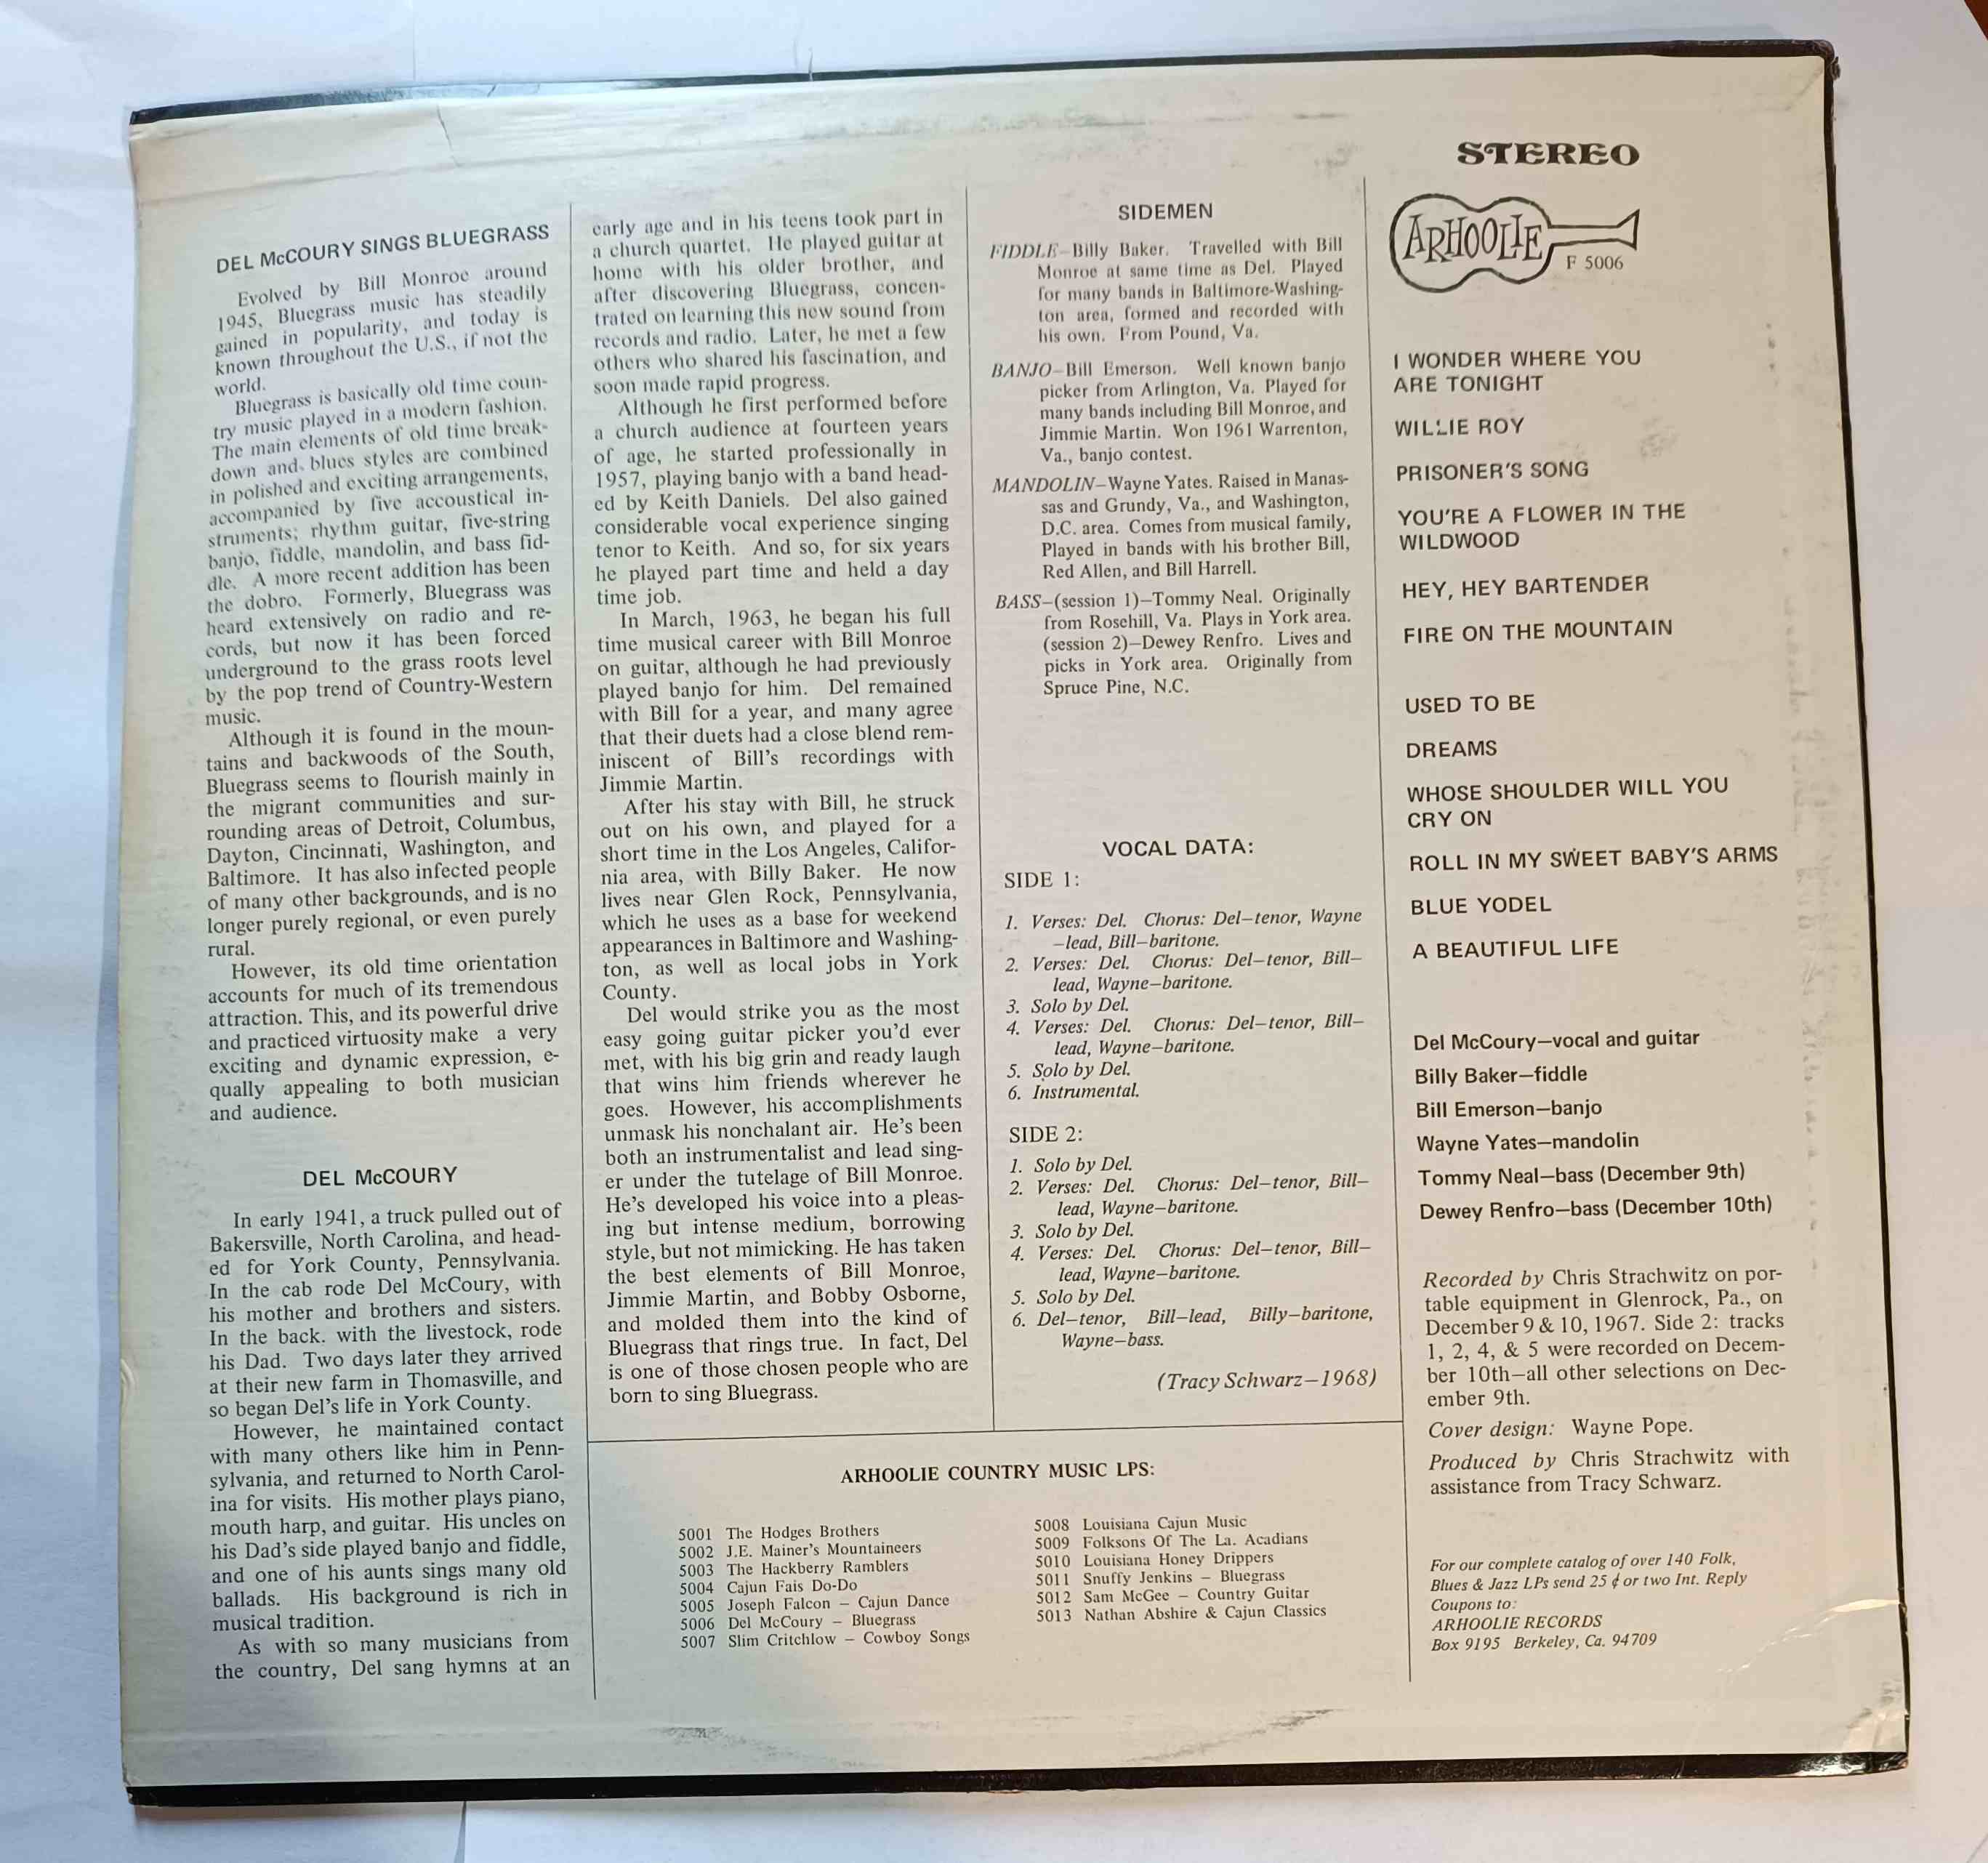 DEL McCOURY SINGS BLUEGRASS
Evolved by Bill Monroe around
1945, Bluegrass music has steadily
gained in popularity, and today is
known throughout the U.S., if not the
world.
Bluegrass is basically old time coun-
try music played in a modern fashion.
The main elements of old time break-
down and blues styles are combined
in polished and exciting arrangements,
accompanied by five accoustical in-
struments; rhythm guitar, five-string
banjo, fiddle, mandolin, and bass fid-
dle. A more recent addition has been
the dobro. Formerly, Bluegrass was
heard extensively on radio and re-
cords, but now it has been forced
underground to the grass roots level
by the pop trend of Country-Western
music.
Although it is found in the moun-
tains and backwoods of the South,
Bluegrass seems to flourish mainly in
the migrant communities and sur-
rounding areas of Detroit, Columbus,
Dayton, Cincinnati, Washington, and
Baltimore. It has also infected people
of many other backgrounds, and is no
longer purely regional, or even purely
rural.
However, its old time orientation
accounts for much of its tremendous
attraction. This, and its powerful drive
and practiced virtuosity make a very
exciting and dynamic expression, e-
qually appealing to both musician
and audience.
DEL McCOURY
In early 1941, a truck pulled out of
Bakersville, North Carolina, and head-
ed for York County, Pennsylvania.
In the cab rode Del McCoury, with
his mother and brothers and sisters.
In the back. with the livestock, rode
his Dad. Two days later they arrived
at their new farm in Thomasville, and
so began Del's life in York County.
However, he maintained contact
with many others like him in Penn-
sylvania, and returned to North Carol-
ina for visits. His mother plays piano,
mouth harp, and guitar. His uncles on
his Dad's side played banjo and fiddle,
and one of his aunts sings many old
ballads. His background is rich in
musical tradition.
As with so many musicians from
the country, Del sang hymns at an
early age and in his teens took part in
a church quartet. He played guitar at
home with his older brother, and
after discovering Bluegrass, concen-
trated on learning this new sound from
records and radio. Later, he met a few
others who shared his fascination, and
soon made rapid progress.
Although he first performed before
a church audience at fourteen years
of age, he started professionally in
1957, playing banjo with a band head-
ed by Keith Daniels. Del also gained
considerable vocal experience singing
tenor to Keith. And so, for six years
he played part time and held a day
time job.
In March, 1963, he began his full
time musical career with Bill Monroe
on guitar, although he had previously
played banjo for him. Del remained
with Bill for a year, and many agree
that their duets had a close blend rem-
iniscent of Bill's recordings with
Jimmie Martin.
After his stay with Bill, he struck
out on his own, and played for a
short time in the Los Angeles, Califor-
nia area, with Billy Baker. He now
lives near Glen Rock, Pennsylvania,
which he uses as a base for weekend
appearances in Baltimore and Washing-
ton, as well as local jobs in York
County.
Del would strike you as the most
easy going guitar picker you'd ever
met, with his big grin and ready laugh
that wins him friends wherever he
goes. However, his accomplishments
unmask his nonchalant air. He's been
both an instrumentalist and lead sing-
er under the tutelage of Bill Monroe.
He's developed his voice into a pleas-
ing but intense medium, borrowing
style, but not mimicking. He has taken
the best elements of Bill Monroe,
Jimmie Martin, and Bobby Osborne,
and molded them into the kind of
Bluegrass that rings true. In fact, Del
is one of those chosen people who are
born to sing Bluegrass.
SIDEMEN
FIDDLE–Billy Baker. Travelled with Bill
Monroe at same time as Del. Played
for many bands in Baltimore-Washing-
ton area, formed and recorded with
his own. From Pound, Va.
BANJO–Bill Emerson. Well known banjo
picker from Arlington, Va. Played for
many bands including Bill Monroe, and
Jimmie Martin. Won 1961 Warrenton,
Va., banjo contest.
MANDOLIN–Wayne Yates. Raised in Manas-
sas and Grundy, Va., and Washington,
D.C. area. Comes from musical family,
Played in bands with his brother Bill,
Red Allen, and Bill Harrell.
BASS–(session 1)–Tommy Neal. Originally
from Rosehill, Va. Plays in York area.
(session 2)–Dewey Renfro. Lives and
picks in York area. Originally from
Spruce Pine, N.C.
VOCAL DATA:
SIDE 1:
1. Verses: Del. Chorus: Del–tenor, Wayne
–lead, Bill–baritone.
2. Verses: Del. Chorus: Del–tenor, Bill–
lead, Wayne–baritone.
3. Solo by Del.
4. Verses: Del. Chorus: Del–tenor, Bill–
lead, Wayne–baritone.
5. Solo by Del.
6. Instrumental.
SIDE 2:
1. Solo by Del.
2. Verses: Del. Chorus: Del–tenor, Bill–
lead, Wayne–baritone.
3. Solo by Del.
4. Verses: Del. Chorus: Del–tenor, Bill–
lead, Wayne–baritone.
5. Solo by Del.
6. Del–tenor, Bill–lead, Billy–baritone,
Wayne–bass.
(Tracy Schwarz–1968)
ARHOOLIE COUNTRY MUSIC LPS:
5001 The Hodges Brothers
5002 J.E. Mainer's Mountaineers
5003 The Hackberry Ramblers
5004 Cajun Fais Do-Do
5005 Joseph Falcon – Cajun Dance
5006 Del McCoury – Bluegrass
5007 Slim Critchlow – Cowboy Songs
5008 Louisiana Cajun Music
5009 Folksons Of The La. Acadians
5010 Louisiana Honey Drippers
5011 Snuffy Jenkins – Bluegrass
5012 Sam McGee – Country Guitar
5013 Nathan Abshire & Cajun Classics
STEREO
ARHOOLIE
F 5006
I WONDER WHERE YOU
ARE TONIGHT
WILLIE ROY
PRISONER'S SONG
YOU'RE A FLOWER IN THE
WILDWOOD
HEY, HEY BARTENDER
FIRE ON THE MOUNTAIN
USED TO BE
DREAMS
WHOSE SHOULDER WILL YOU
CRY ON
ROLL IN MY SWEET BABY'S ARMS
BLUE YODEL
A BEAUTIFUL LIFE
Del McCoury–vocal and guitar
Billy Baker–fiddle
Bill Emerson–banjo
Wayne Yates–mandolin
Tommy Neal–bass (December 9th)
Dewey Renfro–bass (December 10th)
Recorded by Chris Strachwitz on por-
table equipment in Glenrock, Pa., on
December 9 & 10, 1967. Side 2: tracks
1, 2, 4, & 5 were recorded on Decem-
ber 10th–all other selections on Dec-
ember 9th.
Cover design: Wayne Pope.
Produced by Chris Strachwitz with
assistance from Tracy Schwarz.
For our complete catalog of over 140 Folk,
Blues & Jazz LPs send 25 ¢ or two Int. Reply
Coupons to:
ARHOOLIE RECORDS
Box 9195 Berkeley, Ca. 94709